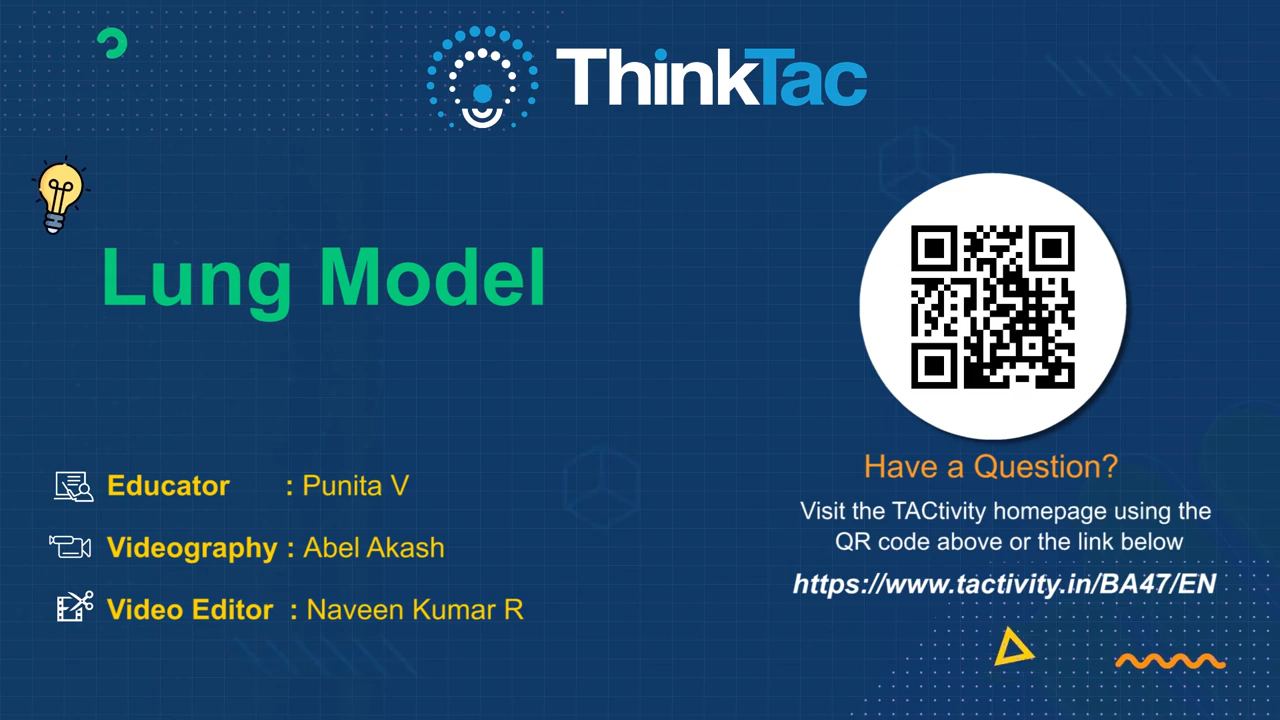 ThinkTac
Lung Model
Educator : Punita V
Videography : Abel Akash
Video Editor : Naveen Kumar R
Have a Question?
Visit the TACtivity homepage using the
QR code above or the link below
https://www.tactivity.in/BA47/EN